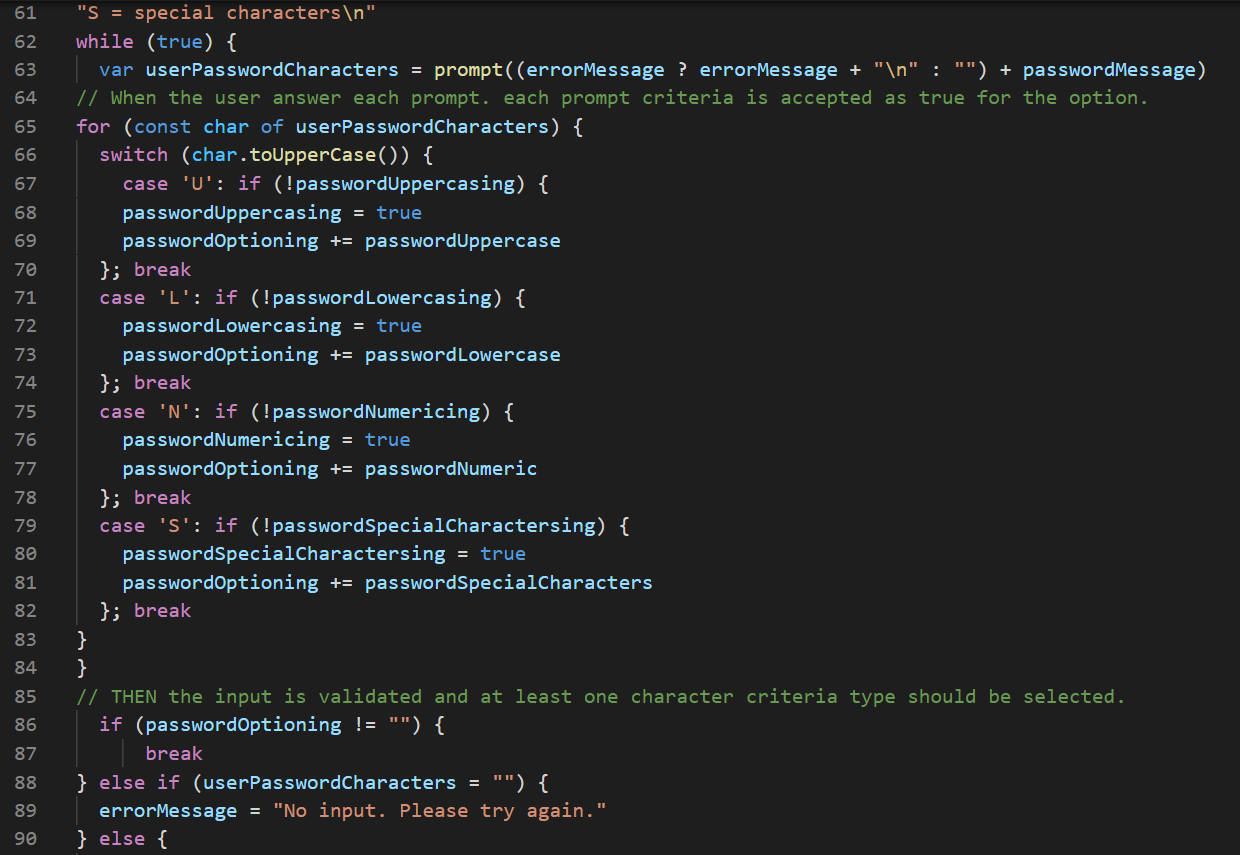 61 "S = special characters\n"
62 while (true) {
63 var userPasswordCharacters = prompt((errorMessage ? errorMessage + "\n" : "") + passwordMessage)
64 // When the user answer each prompt. each prompt criteria is accepted as true for the option.
65 for (const char of userPasswordCharacters) {
66 switch (char.toUpperCase()) {
67 case 'U': if (!passwordUppercasing) {
68 passwordUppercasing = true
69 passwordOptioning += passwordUppercase
70 }; break
71 case 'L': if (!passwordLowercasing) {
72 passwordLowercasing = true
73 passwordOptioning += passwordLowercase
74 }; break
75 case 'N': if (!passwordNumericing) {
76 passwordNumericing = true
77 passwordOptioning += passwordNumeric
78 }; break
79 case 'S': if (!passwordSpecialCharactersing) {
80 passwordSpecialCharactersing = true
81 passwordOptioning += passwordSpecialCharacters
82 }; break
83 }
84 }
85 // THEN the input is validated and at least one character criteria type should be selected.
86 if (passwordOptioning != "") {
87 break
88 } else if (userPasswordCharacters = "") {
89 errorMessage = "No input. Please try again."
90 } else {